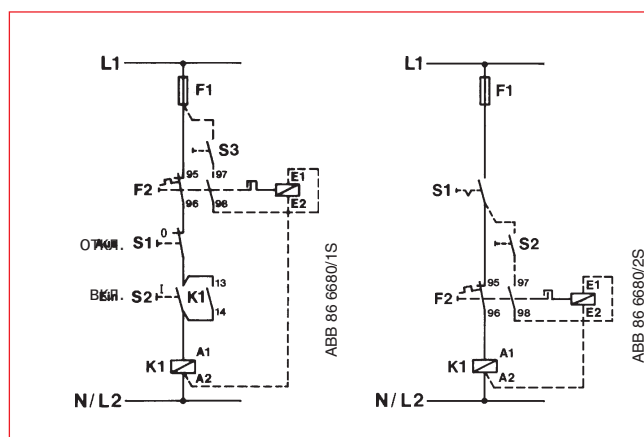 L1
F1
S3
95 97
F2
E1
E2
96 98
ОТКЛ. S1 0
ВКЛ. S2 I K1 13
14
K1 A1
A2
N/L2
ABB 86 6680/1S
L1
F1
S1
S2
95 97
F2
E1
E2
96 98
K1 A1
A2
N/L2
ABB 86 6680/2S